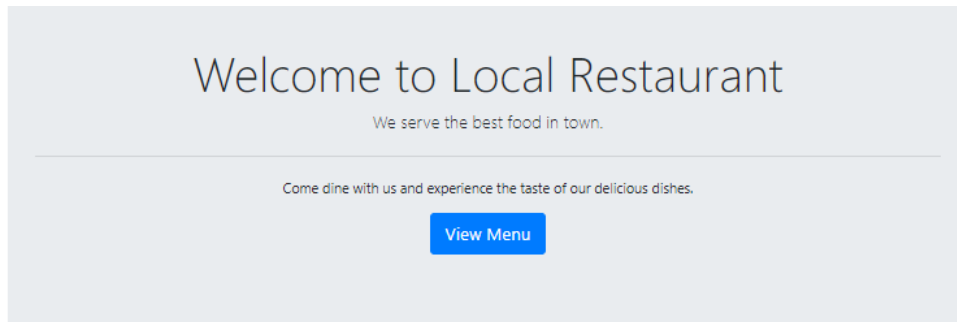 Welcome to Local Restaurant
We serve the best food in town.
Come dine with us and experience the taste of our delicious dishes.
View Menu